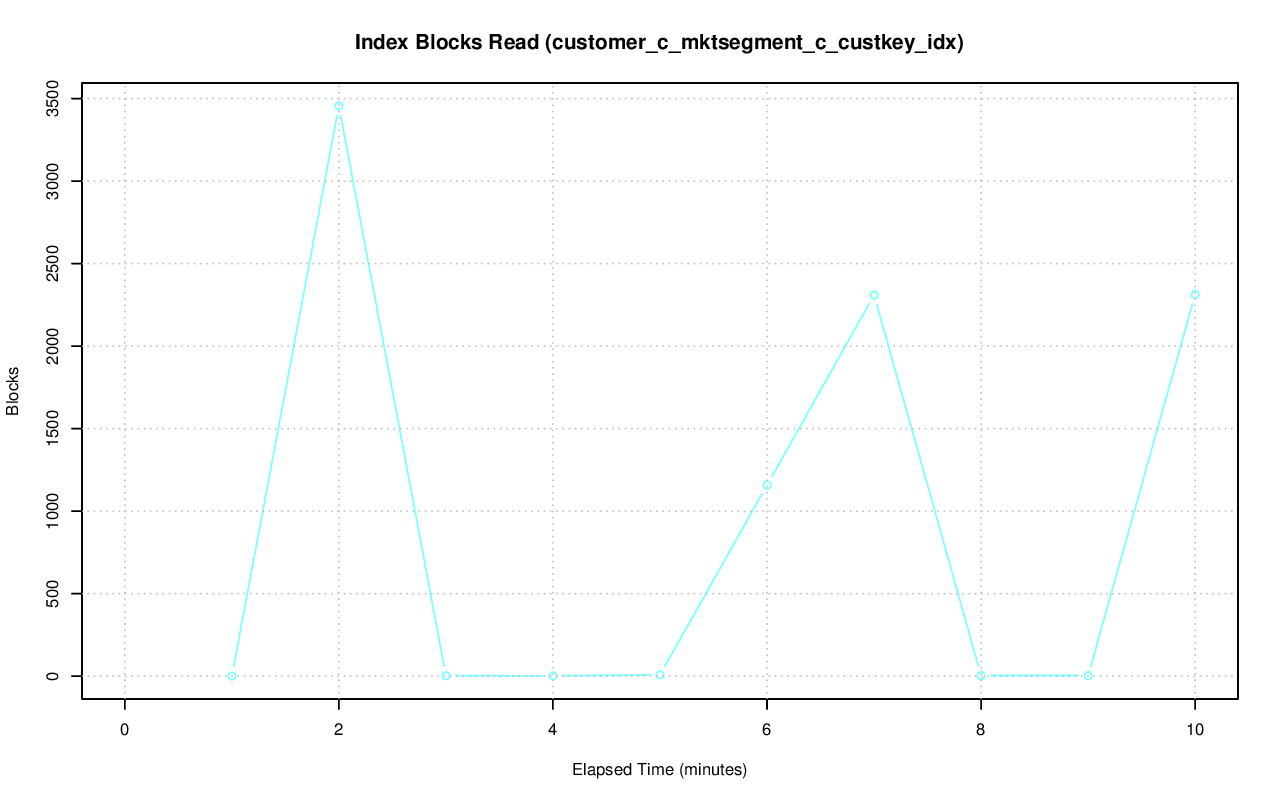 Index Blocks Read (customer_c_mktsegment_c_custkey_idx)
3500
3000
2500
2000
1500
1000
500
0
Blocks
0 2 4 6 8 10
Elapsed Time (minutes)